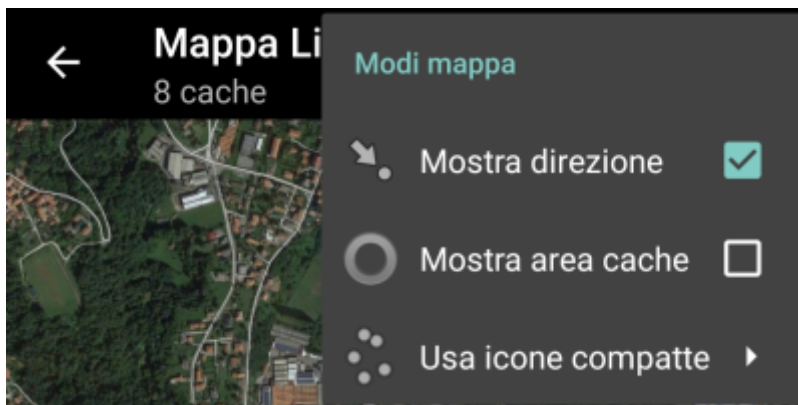 Mappa Li
8 cache
Modi mappa
Mostra direzione
Mostra area cache
Usa icone compatte